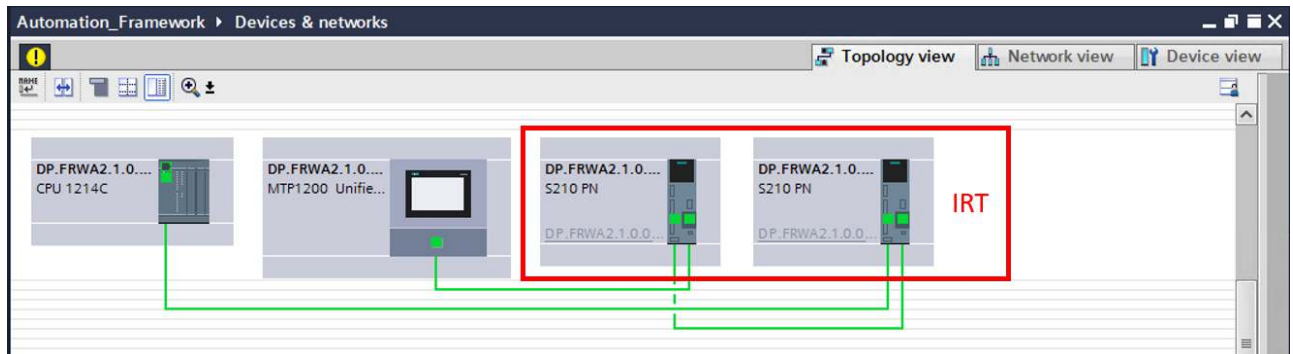 Automation_Framework ▸ Devices & networks
Topology view
Network view
Device view
DP.FRWA2.1.0....
CPU 1214C
DP.FRWA2.1.0....
MTP1200 Unifie...
DP.FRWA2.1.0....
S210 PN
DP.FRWA2.1.0.0...
DP.FRWA2.1.0....
S210 PN
DP.FRWA2.1.0.0...
IRT